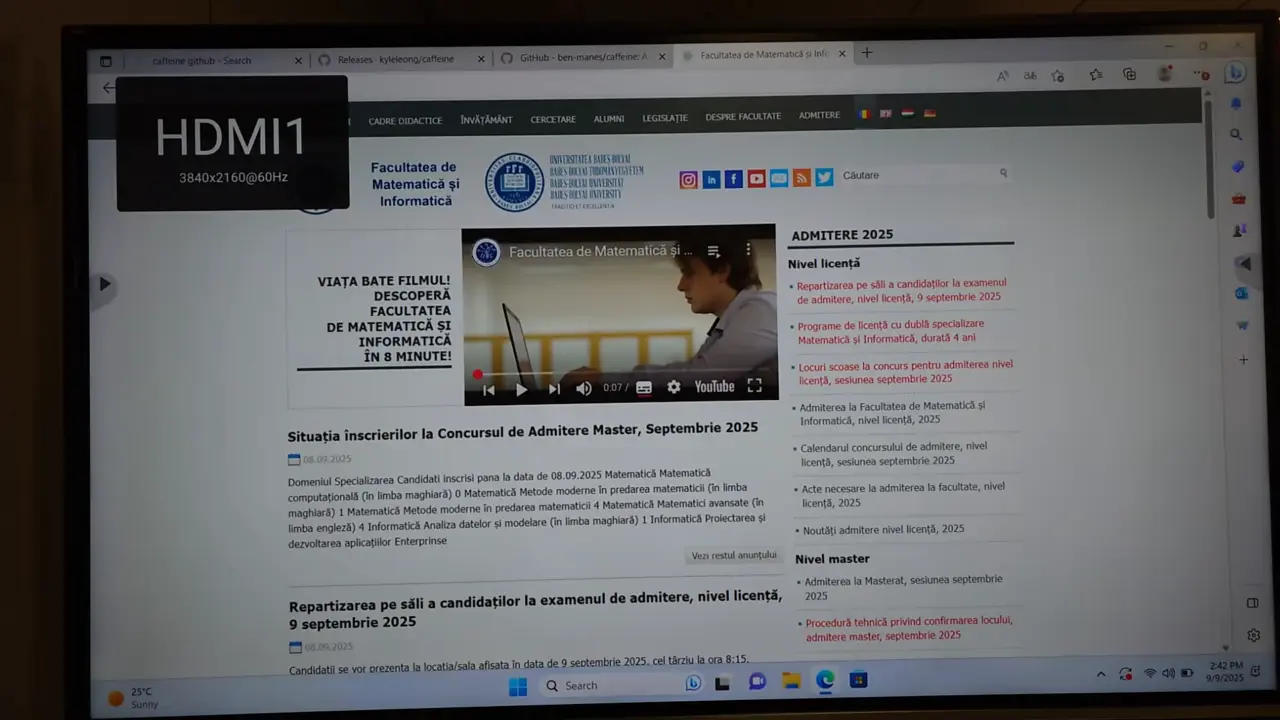 caffeine github - Search
Releases · kyleleong/caffeine
GitHub - ben-manes/caffeine: A
Facultatea de Matematică și Info
HDMI1
3840x2160@60Hz
CADRE DIDACTICE
ÎNVĂȚĂMÂNT
CERCETARE
ALUMNI
LEGISLAȚIE
DESPRE FACULTATE
ADMITERE
Facultatea de
Matematică și
Informatică
UNIVERSITATEA BABEȘ-BOLYAI
BABEȘ-BOLYAI TUDOMÁNYEGYETEM
BABEȘ-BOLYAI UNIVERSITÄT
BABEȘ-BOLYAI UNIVERSITY
TRADITIO ET EXCELLENTIA
Căutare
VIAȚA BATE FILMUL!
DESCOPERĂ
FACULTATEA
DE MATEMATICĂ ȘI
INFORMATICĂ
ÎN 8 MINUTE!
Facultatea de Matematică și ...
0:07 /
YouTube
Situația înscrierilor la Concursul de Admitere Master, Septembrie 2025
08.09.2025
Domeniul Specializarea Candidati inscrisi pana la data de 08.09.2025 Matematică Matematică
computațională (în limba maghiară) 0 Matematică Metode moderne în predarea matematicii (în limba
maghiară) 1 Matematică Metode moderne în predarea matematicii 4 Matematică Matematici avansate (în
limba engleză) 4 Informatică Analiza datelor și modelare (în limba maghiară) 1 Informatică Proiectarea și
dezvoltarea aplicațiilor Enterprinse
Vezi restul anunțului
Repartizarea pe săli a candidaților la examenul de admitere, nivel licență,
9 septembrie 2025
08.09.2025
Candidații se vor prezenta la locația/sala afișată în data de 9 septembrie 2025, cel târziu la ora 8:15.
ADMITERE 2025
Nivel licență
Repartizarea pe săli a candidaților la examenul
de admitere, nivel licență, 9 septembrie 2025
Programe de licență cu dublă specializare
Matematică și Informatică, durată 4 ani
Locuri scoase la concurs pentru admiterea nivel
licență, sesiunea septembrie 2025
Admiterea la Facultatea de Matematică și
Informatică, nivel licență, 2025
Calendarul concursului de admitere, nivel
licență, sesiunea septembrie 2025
Acte necesare la admiterea la facultate, nivel
licență, 2025
Noutăți admitere nivel licență, 2025
Nivel master
Admiterea la Masterat, sesiunea septembrie
2025
Procedură tehnică privind confirmarea locului,
admitere master, septembrie 2025
25°C
Sunny
Search
2:42 PM
9/9/2025